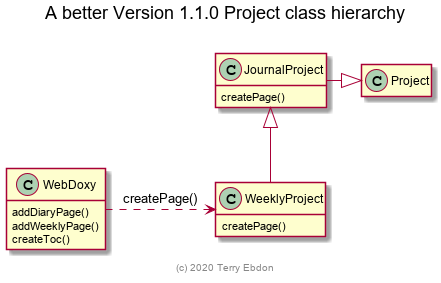 A better Version 1.1.0 Project class hierarchy
C JournalProject
createPage()
C Project
C WebDoxy
addDiaryPage()
addWeeklyPage()
createToc()
createPage()
C WeeklyProject
createPage()
(c) 2020 Terry Ebdon